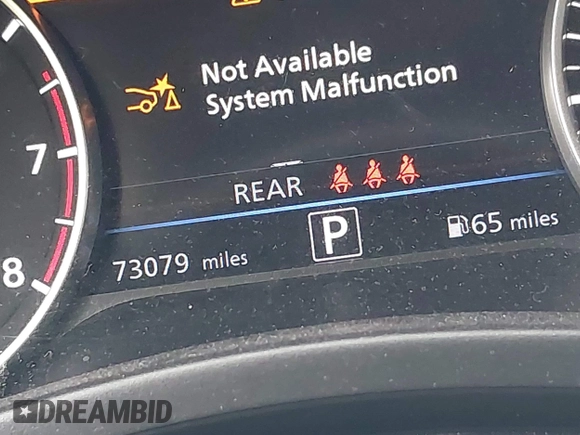 Not Available
System Malfunction
7
REAR
P
65 miles
73079 miles
8
DREAMBID